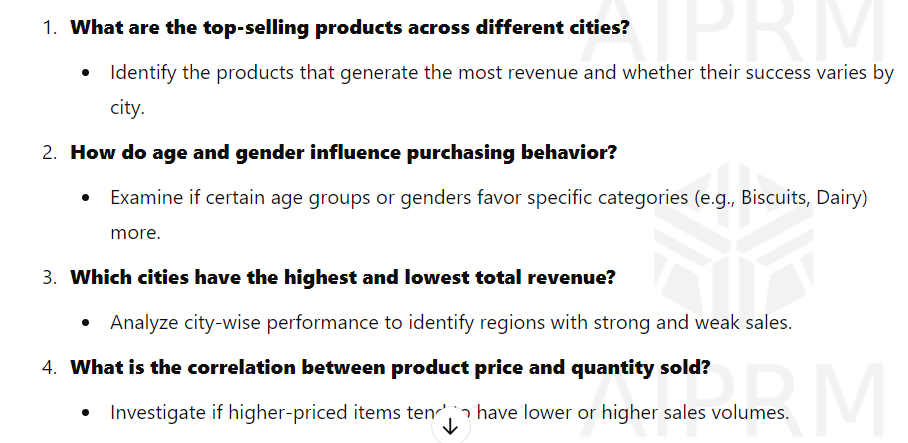 AIPRM
1. What are the top-selling products across different cities?
• Identify the products that generate the most revenue and whether their success varies by
city.
2. How do age and gender influence purchasing behavior?
• Examine if certain age groups or genders favor specific categories (e.g., Biscuits, Dairy)
more.
3. Which cities have the highest and lowest total revenue?
• Analyze city-wise performance to identify regions with strong and weak sales.
4. What is the correlation between product price and quantity sold?
AIPRM
• Investigate if higher-priced items have lower or higher sales volumes.